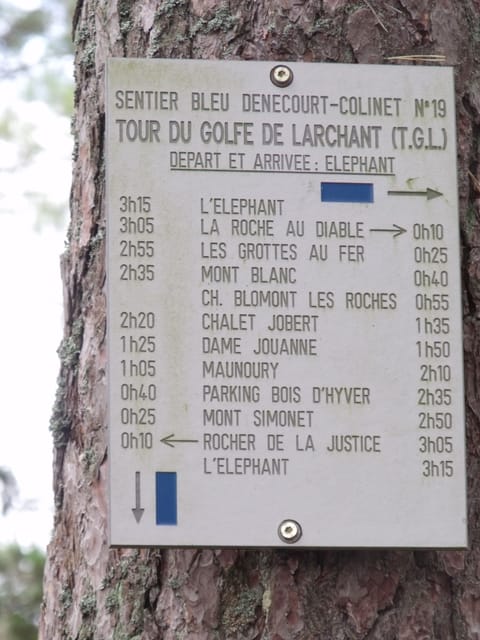 SENTIER BLEU DENECOURT-COLINET N°19
TOUR DU GOLFE DE LARCHANT (T.G.L.)
DEPART ET ARRIVEE : ELEPHANT
3h15 L'ELEPHANT
3h05 LA ROCHE AU DIABLE → 0h10
2h55 LES GROTTES AU FER 0h25
2h35 MONT BLANC 0h40
CH. BLOMONT LES ROCHES 0h55
2h20 CHALET JOBERT 1h35
1h25 DAME JOUANNE 1h50
1h05 MAUNOURY 2h10
0h40 PARKING BOIS D'HYVER 2h35
0h25 MONT SIMONET 2h50
0h10 ← ROCHER DE LA JUSTICE 3h05
L'ELEPHANT 3h15